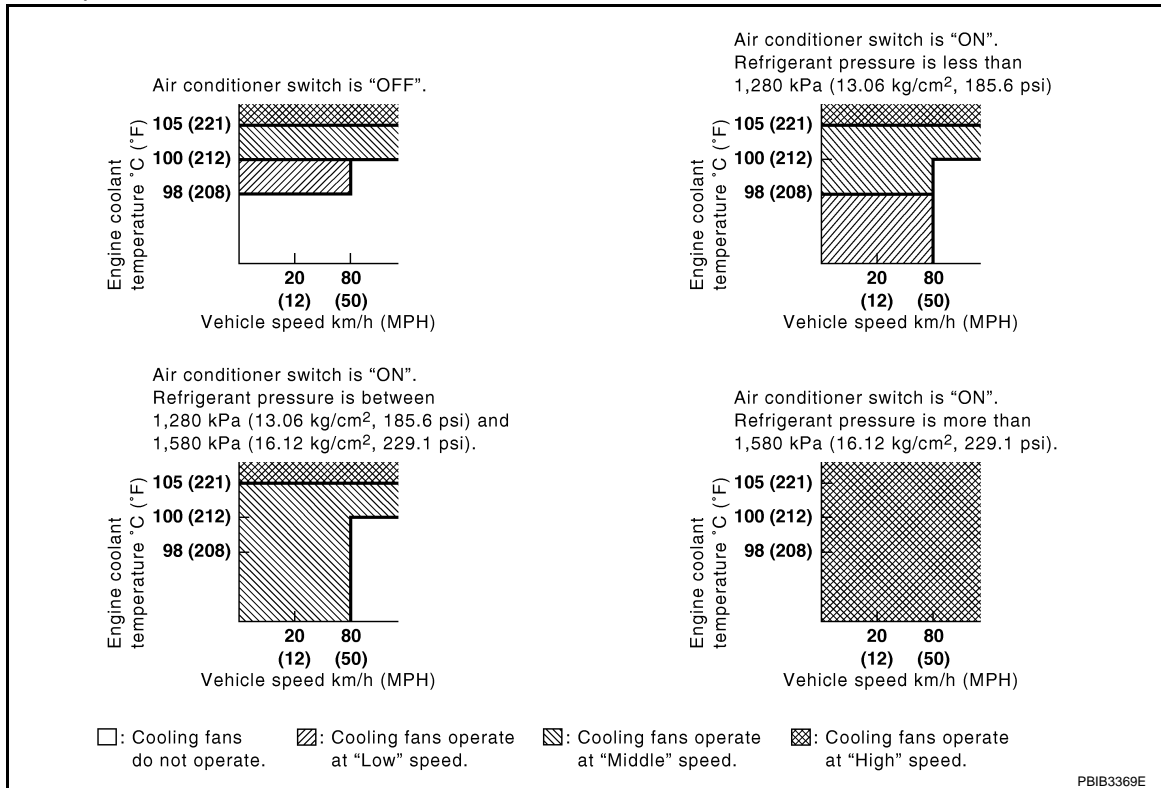 Air conditioner switch is “OFF”.
Engine coolant
temperature ˚C (˚F)
105 (221)
100 (212)
98 (208)
20
(12)
80
(50)
Vehicle speed km/h (MPH)
Air conditioner switch is “ON”.
Refrigerant pressure is less than
1,280 kPa (13.06 kg/cm², 185.6 psi)
Engine coolant
temperature ˚C (˚F)
105 (221)
100 (212)
98 (208)
20
(12)
80
(50)
Vehicle speed km/h (MPH)
Air conditioner switch is “ON”.
Refrigerant pressure is between
1,280 kPa (13.06 kg/cm², 185.6 psi) and
1,580 kPa (16.12 kg/cm², 229.1 psi).
Engine coolant
temperature ˚C (˚F)
105 (221)
100 (212)
98 (208)
20
(12)
80
(50)
Vehicle speed km/h (MPH)
Air conditioner switch is “ON”.
Refrigerant pressure is more than
1,580 kPa (16.12 kg/cm², 229.1 psi).
Engine coolant
temperature ˚C (˚F)
105 (221)
100 (212)
98 (208)
20
(12)
80
(50)
Vehicle speed km/h (MPH)
: Cooling fans
do not operate.
: Cooling fans operate
at “Low” speed.
: Cooling fans operate
at “Middle” speed.
: Cooling fans operate
at “High” speed.
PBIB3369E